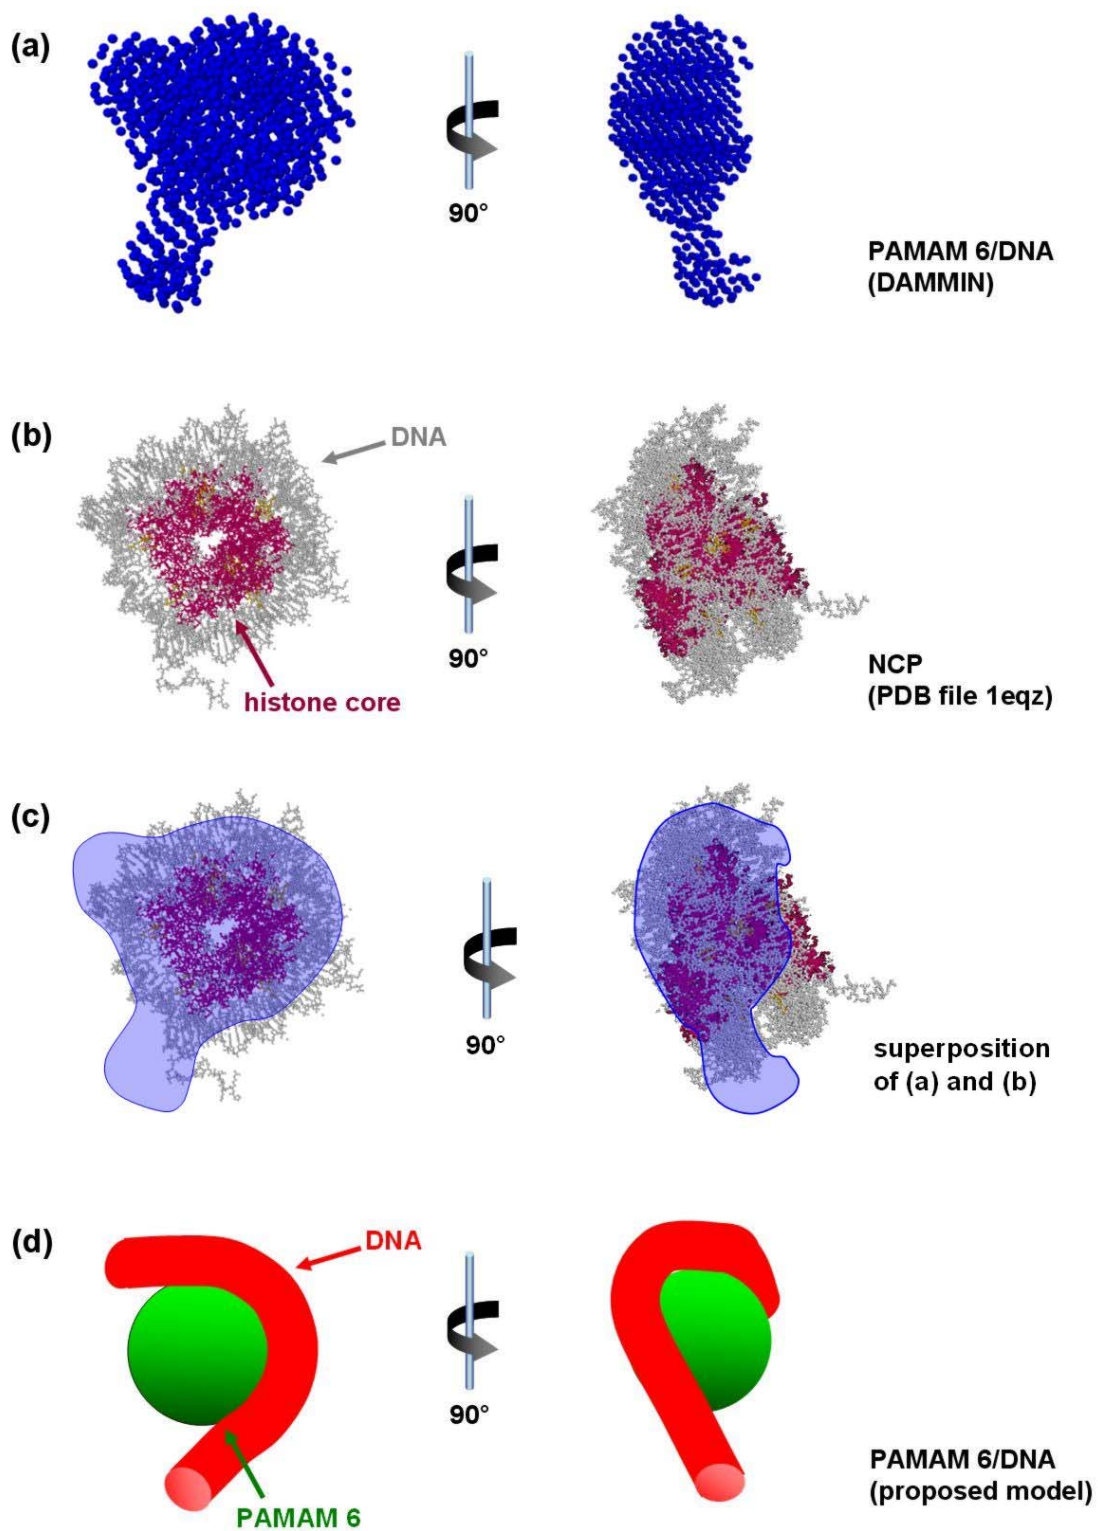 (a)
90°
PAMAM 6/DNA
(DAMMIN)
(b)
DNA
histone core
90°
NCP
(PDB file 1eqz)
(c)
90°
superposition
of (a) and (b)
(d)
DNA
PAMAM 6
90°
PAMAM 6/DNA
(proposed model)